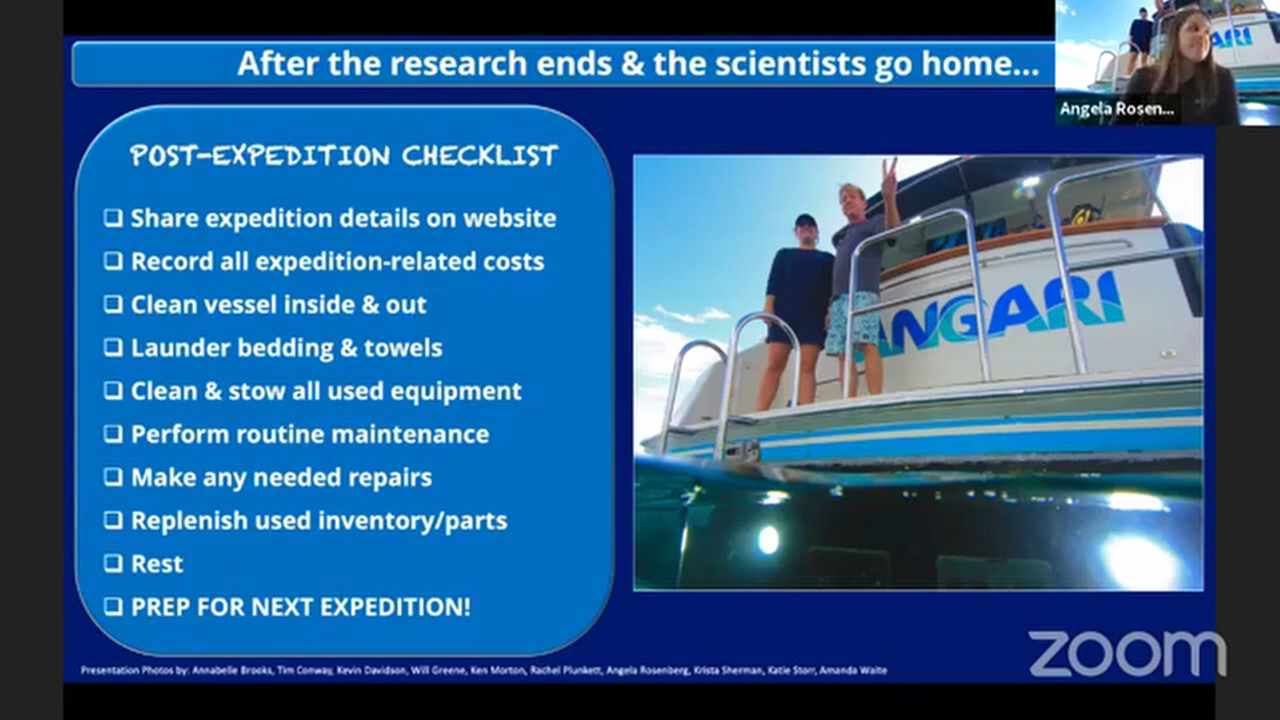 After the research ends & the scientists go home...
ARI
Angela Rosen...
POST-EXPEDITION CHECKLIST
❑ Share expedition details on website
❑ Record all expedition-related costs
❑ Clean vessel inside & out
❑ Launder bedding & towels
❑ Clean & stow all used equipment
❑ Perform routine maintenance
❑ Make any needed repairs
❑ Replenish used inventory/parts
❑ Rest
❑ PREP FOR NEXT EXPEDITION!
ANGARI
Presentation Photos by: Annabelle Brooks, Tim Conway, Kevin Davidson, Will Greene, Ken Morton, Rachel Plunkett, Angela Rosenberg, Krista Sherman, Katie Storr, Amanda Waite
zoom